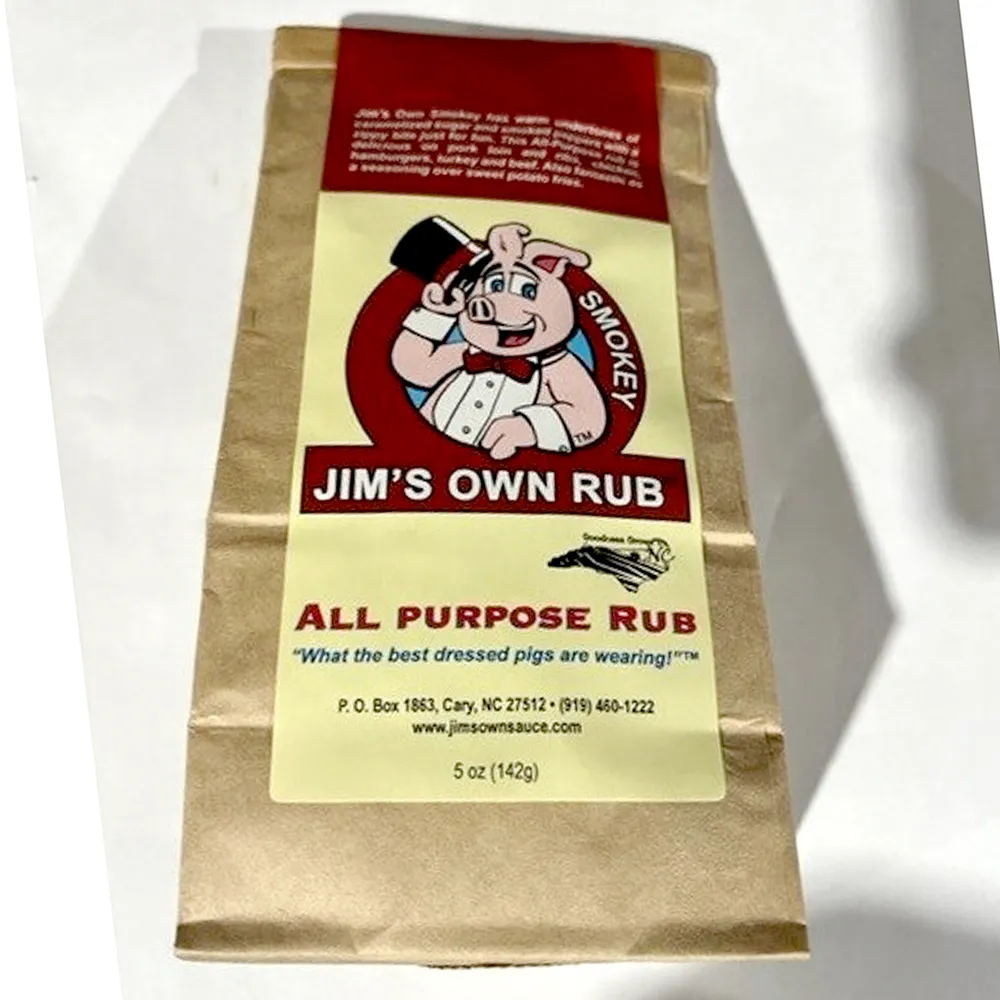 Jim's Own Smokey has warm undertones of
caramelized sugar and smoked peppers with a
zippy bite just for fun. This All-Purpose rub is
delicious on pork loin and ribs, chicken,
hamburgers, turkey and beef. Also fantastic as
a seasoning over sweet potato fries.
SMOKEY
TM
JIM'S OWN RUB
Goodness Grows
NC
ALL PURPOSE RUB
"What the best dressed pigs are wearing!"™
P. O. Box 1863, Cary, NC 27512 • (919) 460-1222
www.jimsownsauce.com
5 oz (142g)